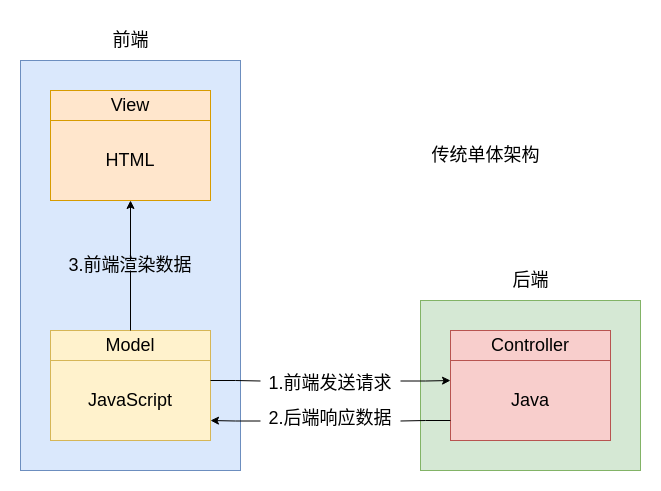 前端
View
HTML
传统单体架构
3.前端渲染数据
后端
Model
JavaScript
1.前端发送请求
2.后端响应数据
Controller
Java